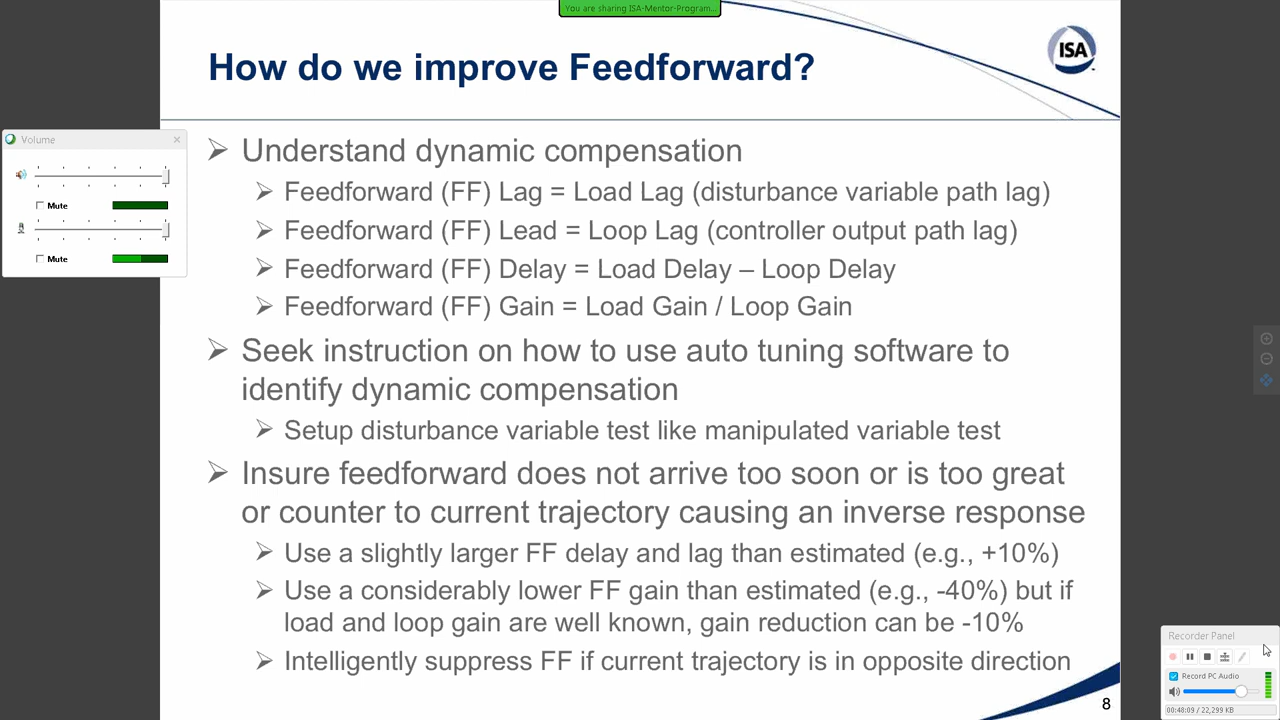 You are sharing ISA-Mentor-Program...
How do we improve Feedforward?
ISA
Volume
Mute
Mute
Understand dynamic compensation
Feedforward (FF) Lag = Load Lag (disturbance variable path lag)
Feedforward (FF) Lead = Loop Lag (controller output path lag)
Feedforward (FF) Delay = Load Delay – Loop Delay
Feedforward (FF) Gain = Load Gain / Loop Gain
Seek instruction on how to use auto tuning software to
identify dynamic compensation
Setup disturbance variable test like manipulated variable test
Insure feedforward does not arrive too soon or is too great
or counter to current trajectory causing an inverse response
Use a slightly larger FF delay and lag than estimated (e.g., +10%)
Use a considerably lower FF gain than estimated (e.g., -40%) but if
load and loop gain are well known, gain reduction can be -10%
Intelligently suppress FF if current trajectory is in opposite direction
8
Recorder Panel
Record PC Audio
00:48:09 / 22,299 KB